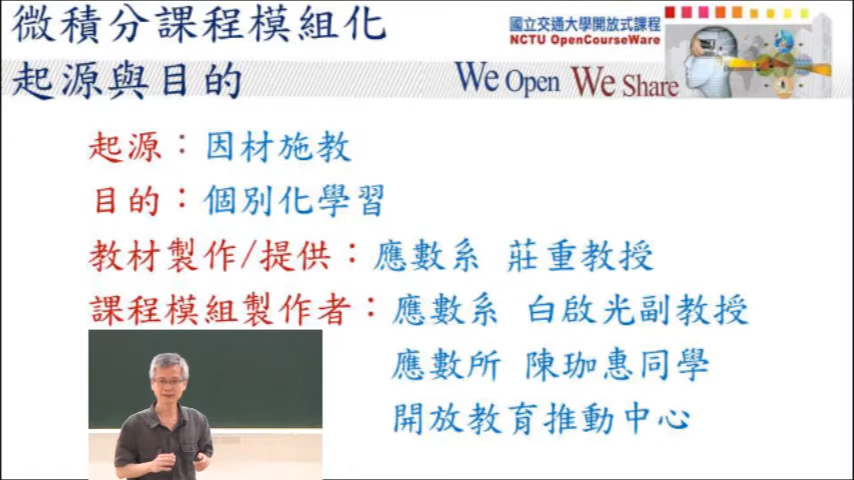 微積分課程模組化
起源與目的
國立交通大學開放式課程
NCTU OpenCourseWare
We Open We Share
起源：因材施教
目的：個別化學習
教材製作/提供：應數系 莊重教授
課程模組製作者：應數系 白啟光副教授
應數所 陳珈惠同學
開放教育推動中心